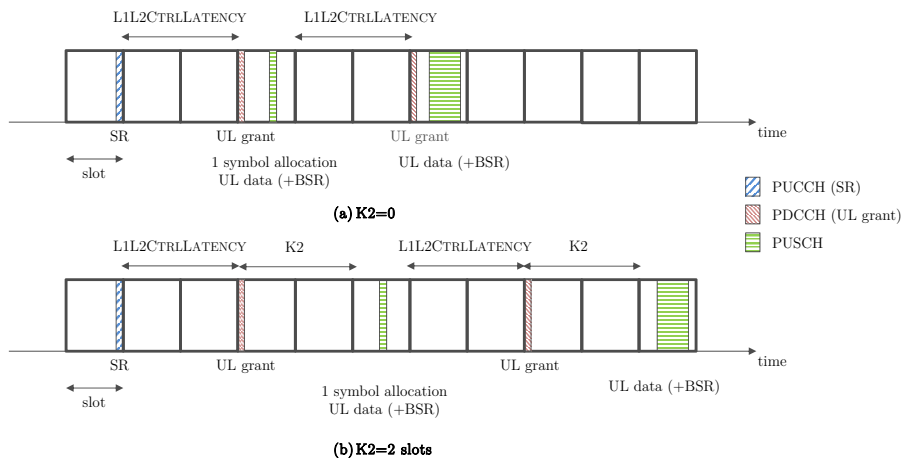 L1L2CTRLLATENCY L1L2CTRLLATENCY
SR UL grant UL grant time
slot 1 symbol allocation UL data (+BSR)
UL data (+BSR)
(a) K2=0
PUCCH (SR)
PDCCH (UL grant)
PUSCH
L1L2CTRLLATENCY K2 L1L2CTRLLATENCY K2
SR UL grant UL grant time
slot 1 symbol allocation UL data (+BSR)
UL data (+BSR)
(b) K2=2 slots